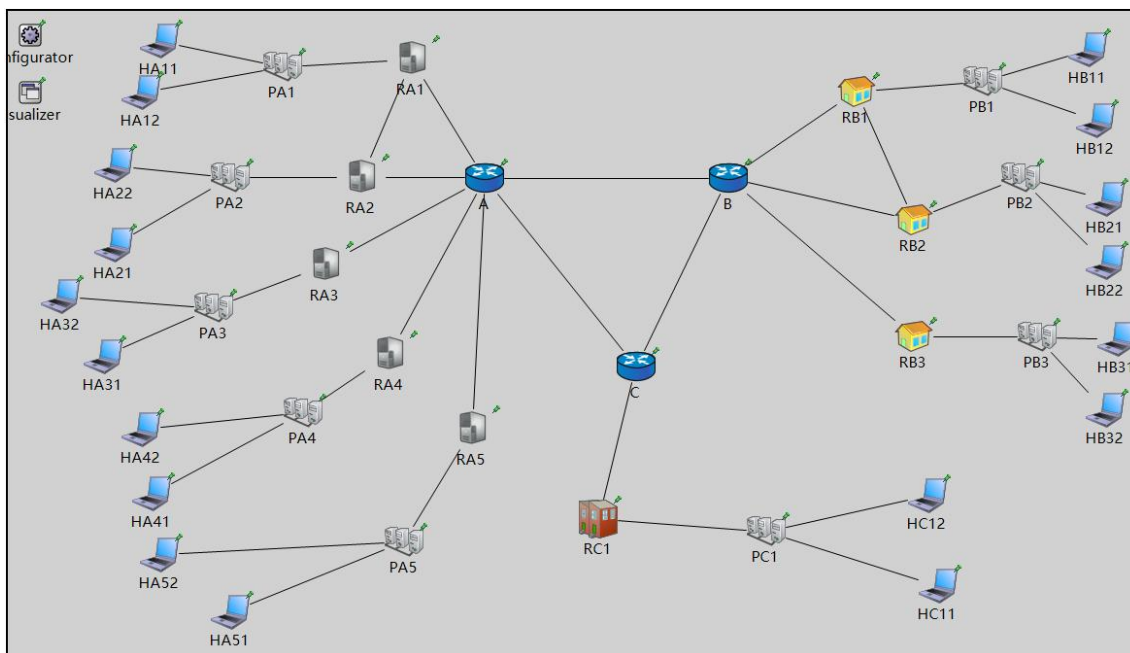 nfigurator
sualizer
HA11
HA12
PA1
RA1
HA22
PA2
RA2
HA21
A
B
RB1
PB1
HB11
HB12
PB2
RB2
HB21
HB22
HA32
PA3
RA3
HA31
RA4
C
RB3
PB3
HB31
HB32
HA42
PA4
RA5
HA41
HA52
PA5
RC1
PC1
HC12
HC11
HA51